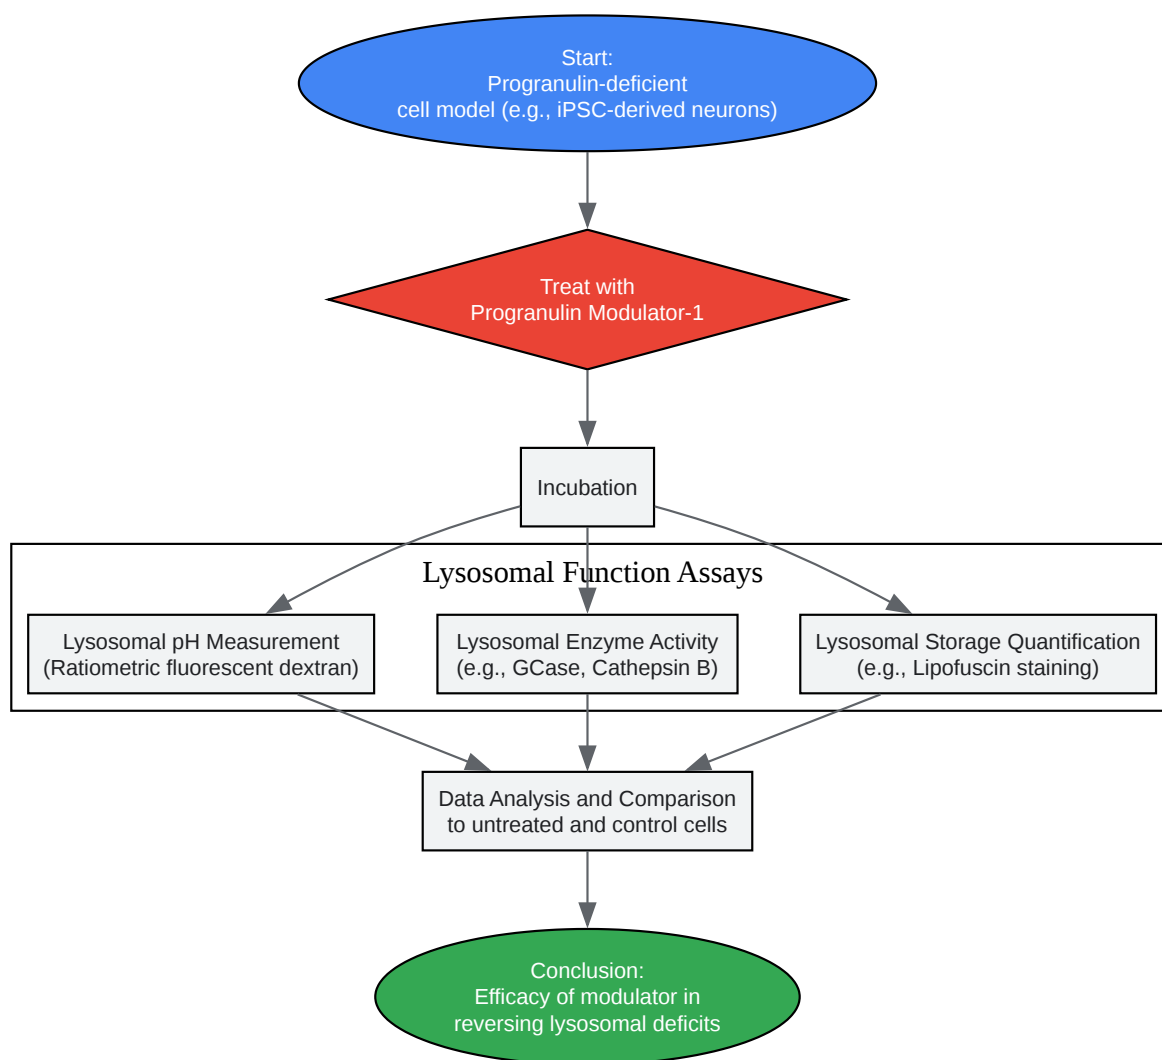 Start:
Progranulin-deficient
cell model (e.g., iPSC-derived neurons)
Treat with
Progranulin Modulator-1
Incubation
Lysosomal Function Assays
Lysosomal pH Measurement
(Ratiometric fluorescent dextran)
Lysosomal Enzyme Activity
(e.g., GCase, Cathepsin B)
Lysosomal Storage Quantification
(e.g., Lipofuscin staining)
Data Analysis and Comparison
to untreated and control cells
Conclusion:
Efficacy of modulator in
reversing lysosomal deficits